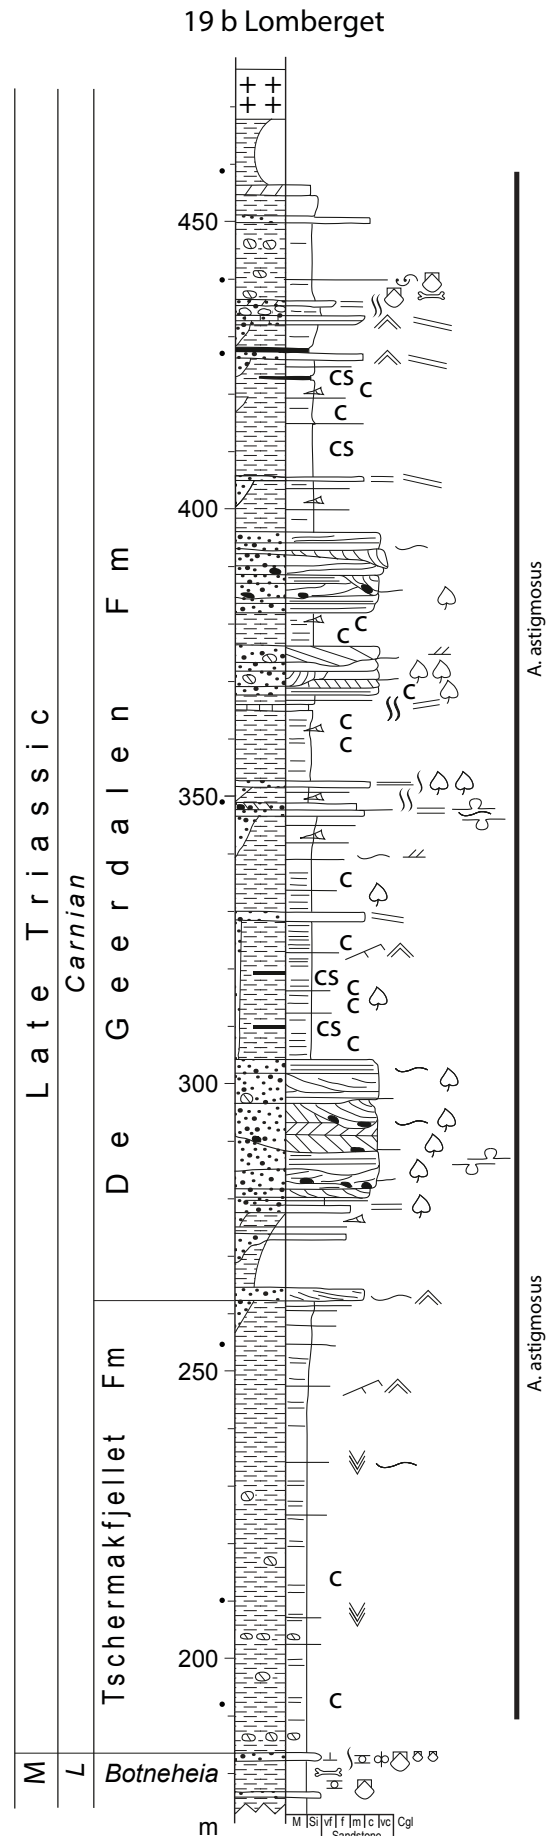 19 b Lomberget
450
CS
C
C
CS
400
A. astigmosus
De Geerdalen Fm
C
C
C
C
C
Late Triassic
Carnian
350
C
C
CS
C
C
CS
C
300
A. astigmosus
250
Tschermakfjellet Fm
C
200
C
M
L
Botneheia
m
M Si vf f m c vc Cgl
Sandstone